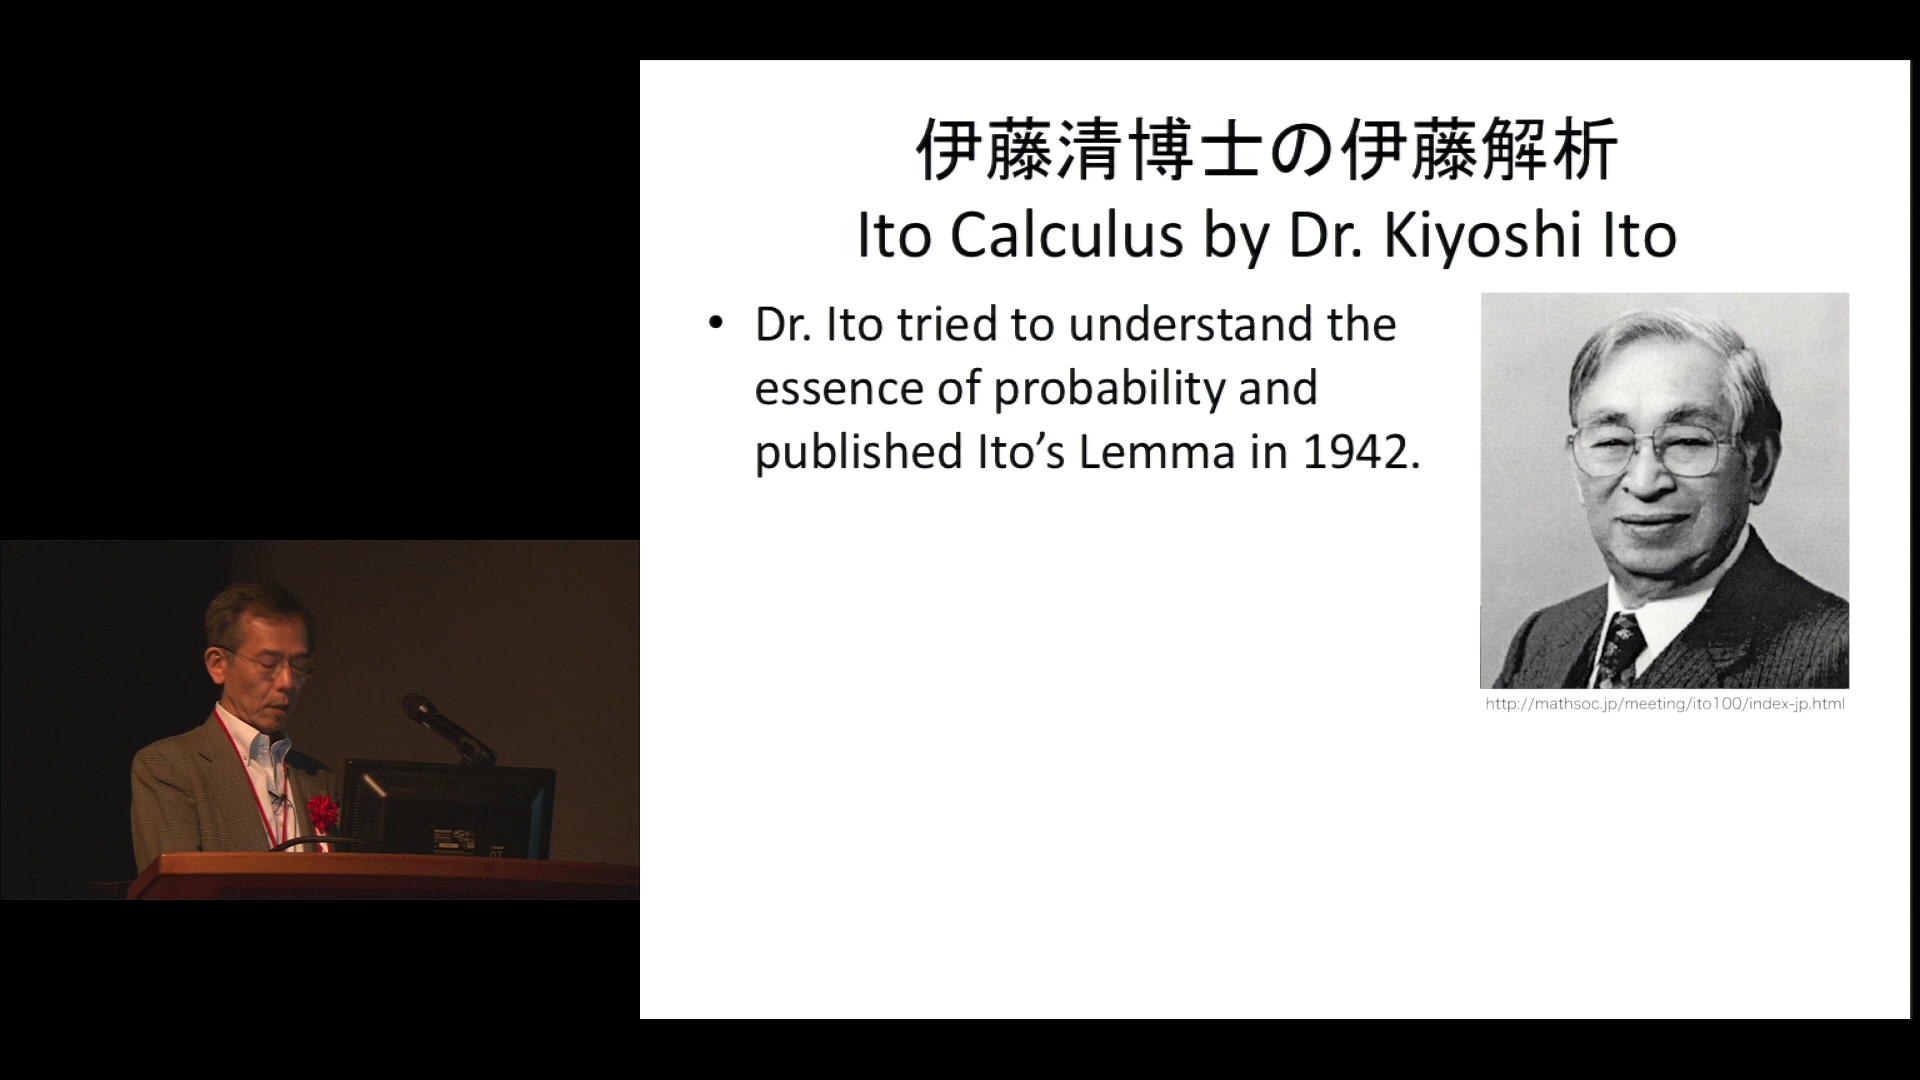 伊藤清博士の伊藤解析
Ito Calculus by Dr. Kiyoshi Ito
• Dr. Ito tried to understand the
essence of probability and
published Ito’s Lemma in 1942.
http://mathsoc.jp/meeting/ito100/index-jp.html
07